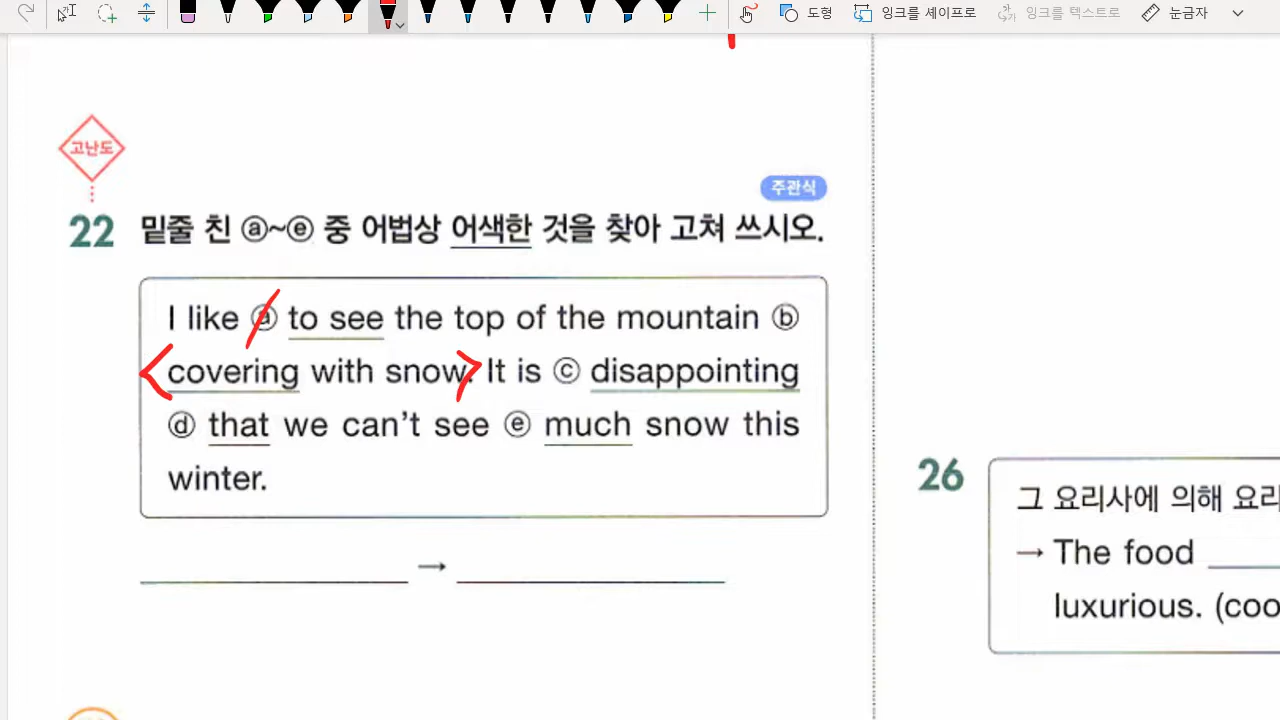 도형
잉크를 셰이프로
잉크를 텍스트로
눈금자
고난도
주관식
22 밑줄 친 ⓐ~ⓔ 중 어법상 어색한 것을 찾아 고쳐 쓰시오.
I like ⓐ to see the top of the mountain ⓑ
covering with snow. It is ⓒ disappointing
ⓓ that we can't see ⓔ much snow this
winter.
→
26
그 요리사에 의해 요리
→ The food
luxurious. (coo